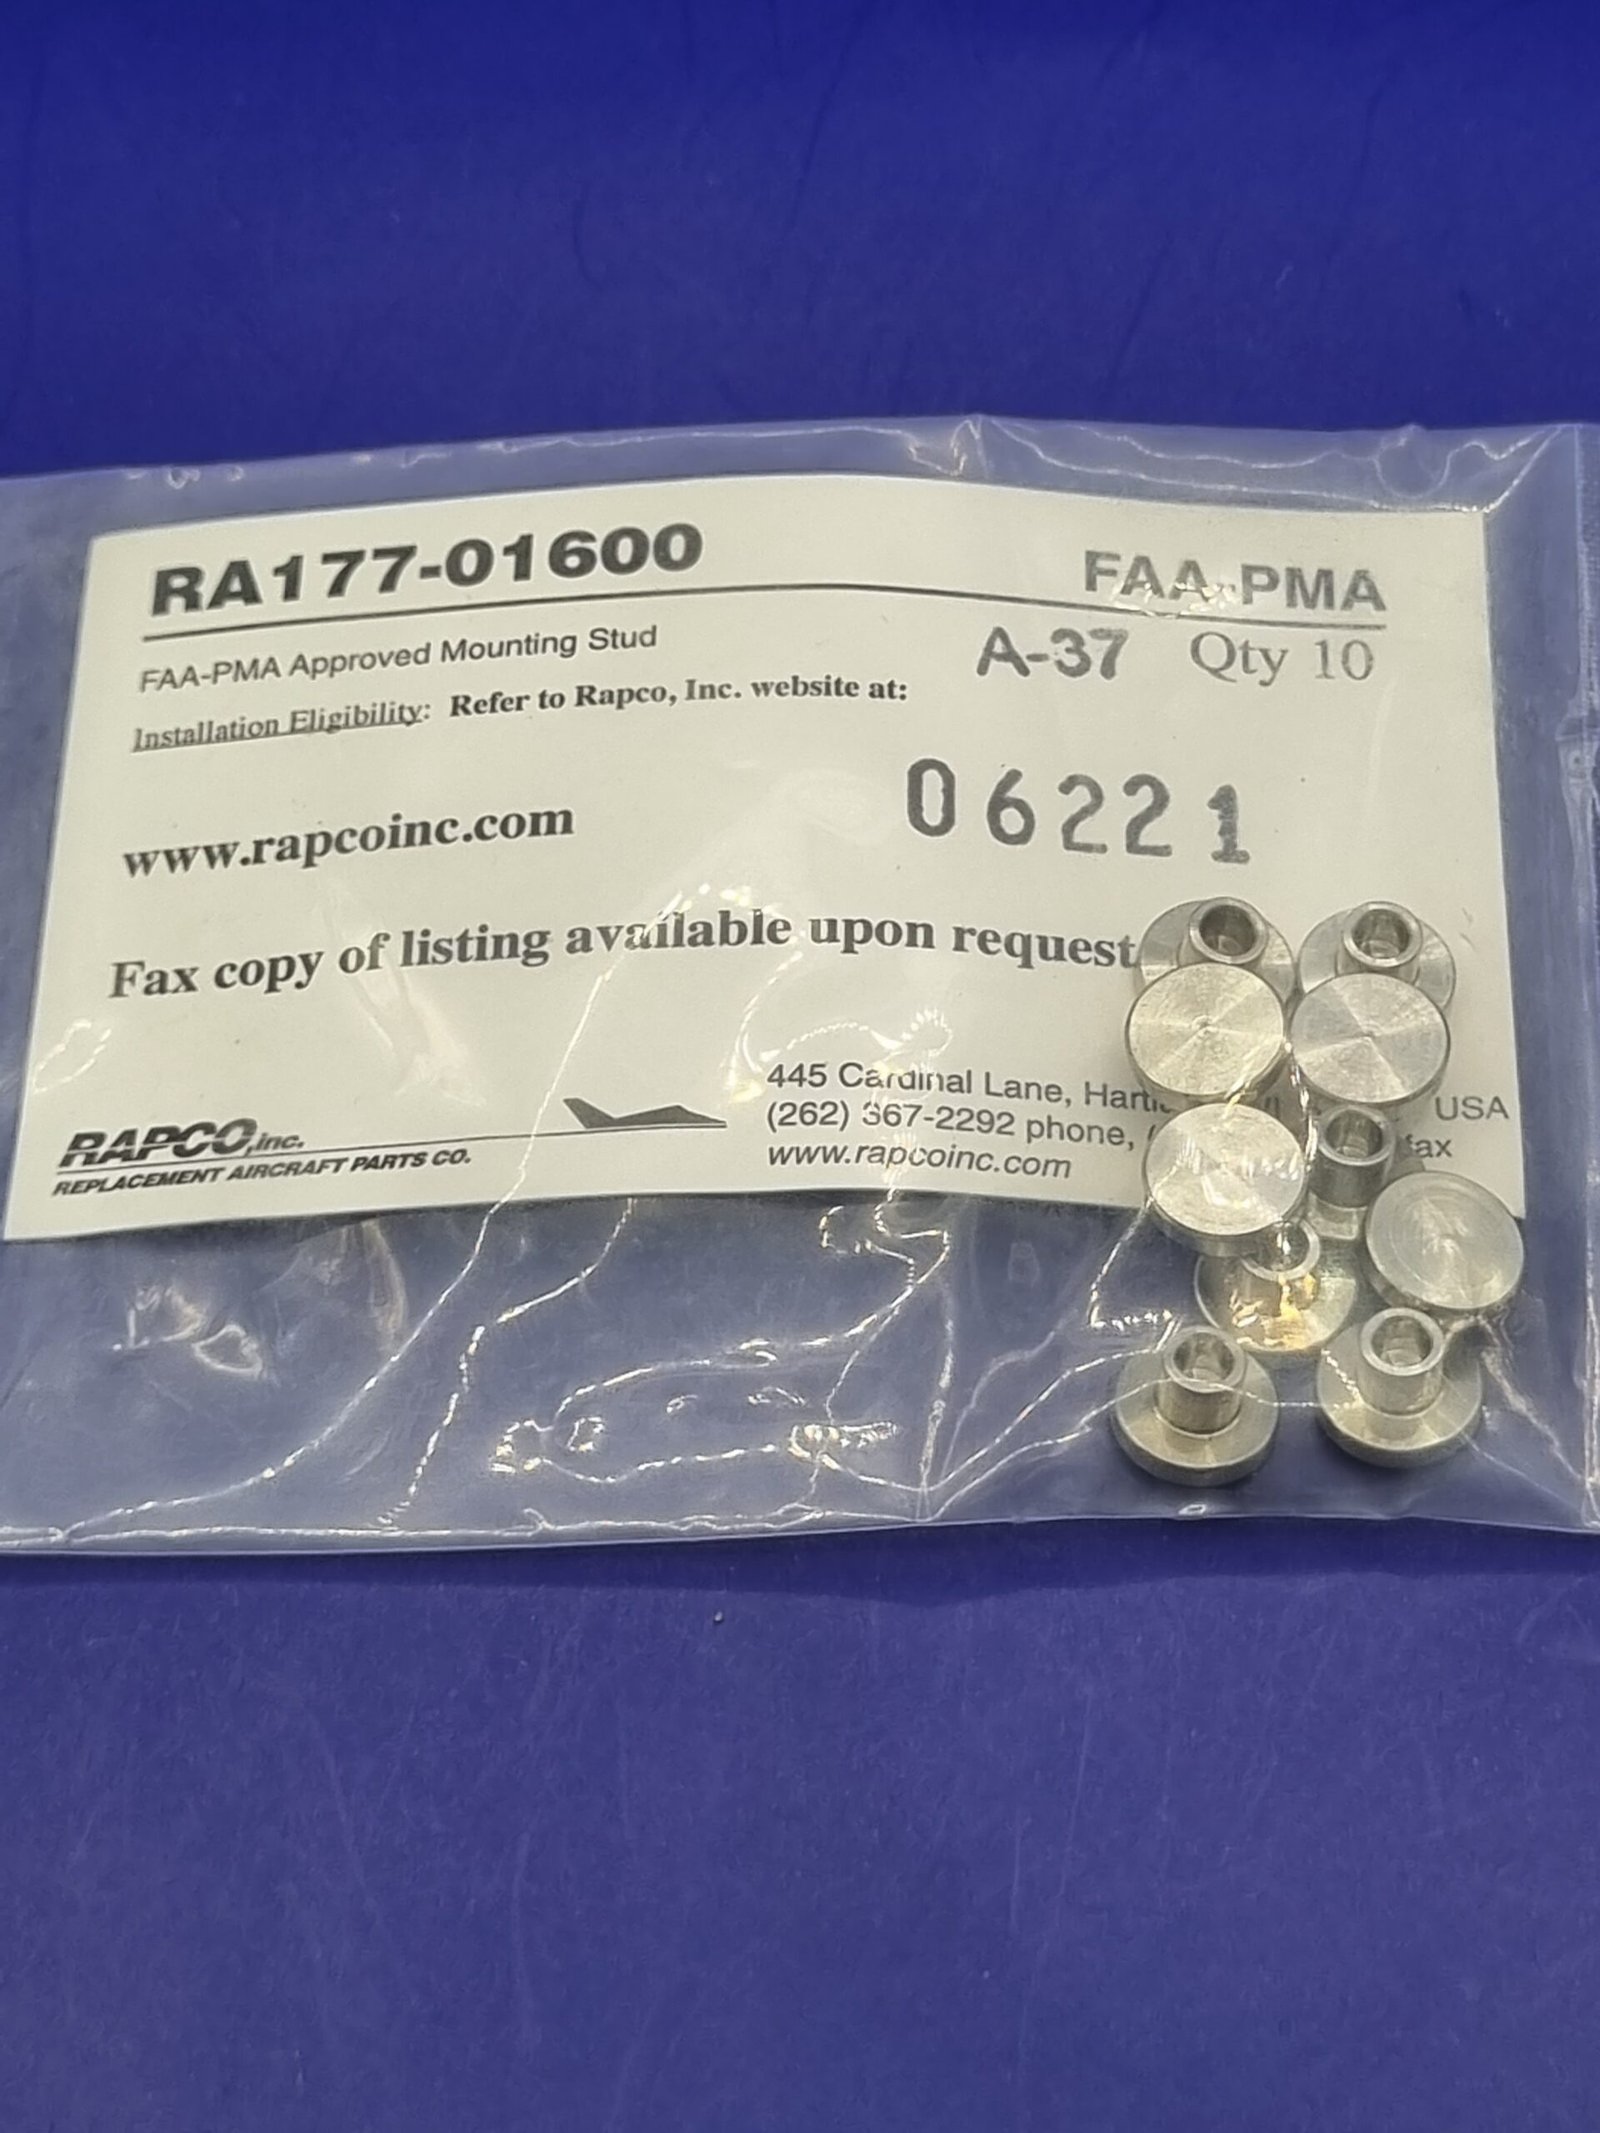 RA177-01600
FAA-PMA
FAA-PMA Approved Mounting Stud
A-37 Qty 10
Installation Eligibility: Refer to Rapco, Inc. website at:
www.rapcoinc.com
06221
Fax copy of listing available upon request
RAPCO, inc.
REPLACEMENT AIRCRAFT PARTS CO.
445 Cardinal Lane, USA
(262) 367-2292 phone, fax
www.rapcoinc.com